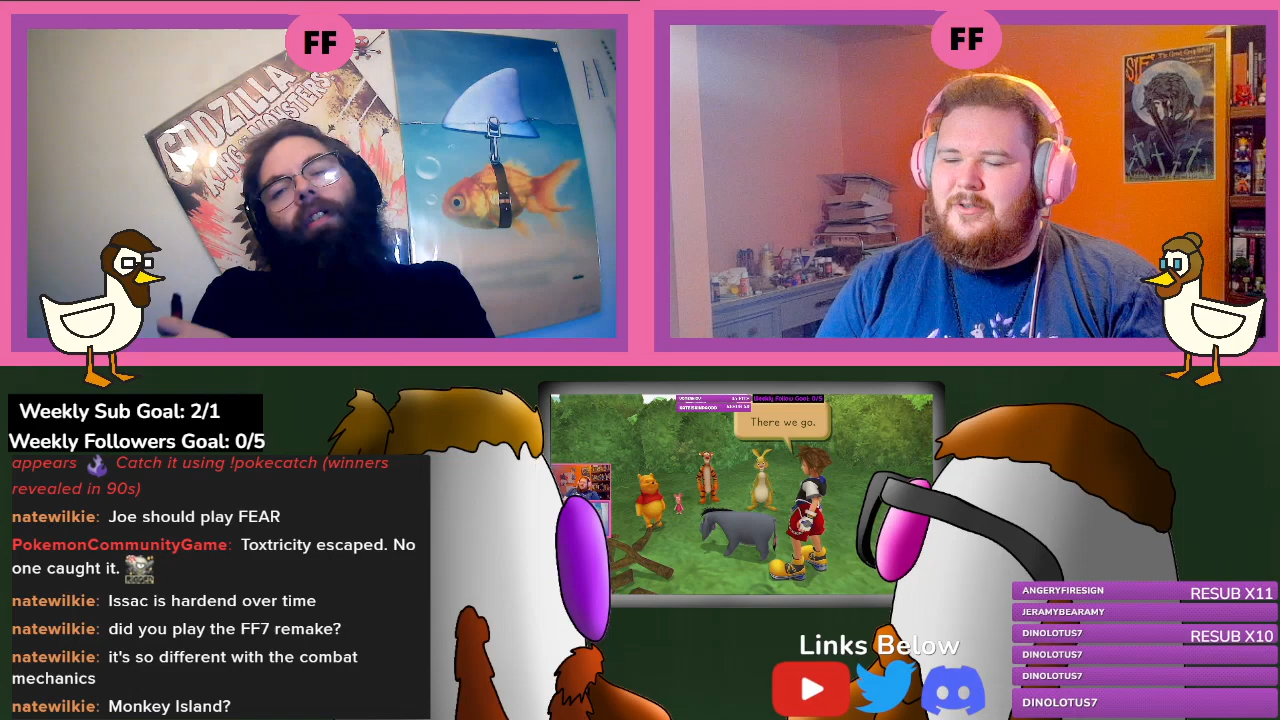 FF
FF
GODZILLA
KING
MONSTERS
SIF
Weekly Sub Goal: 2/1
Weekly Followers Goal: 0/5
appears Catch it using !pokecatch (winners
revealed in 90s)
natewilkie: Joe should play FEAR
PokemonCommunityGame: Toxtricity escaped. No
one caught it.
natewilkie: Issac is hardend over time
natewilkie: did you play the FF7 remake?
natewilkie: it's so different with the combat
mechanics
natewilkie: Monkey Island?
Weekly Follow Goal: 0/5
There we go.
Links Below
ANGERYFIRESIGN RESUB X11
JERAMYBEARAMY
DINOLOTUS7 RESUB X10
DINOLOTUS7
DINOLOTUS7
DINOLOTUS7